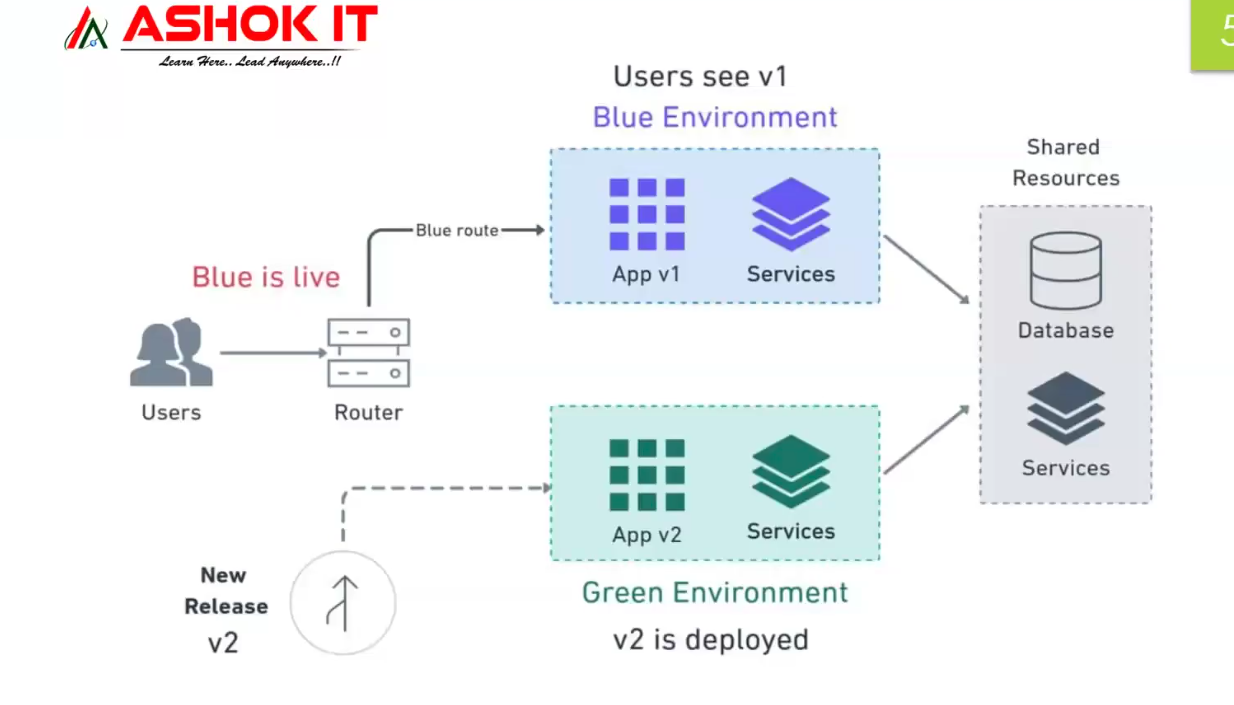 ASHOK IT
Learn Here.. Lead Anywhere..!!
5
Users see v1
Blue Environment
Shared
Resources
Blue route
App v1
Services
Blue is live
Database
Users
Router
Services
App v2
Services
New
Release
v2
Green Environment
v2 is deployed